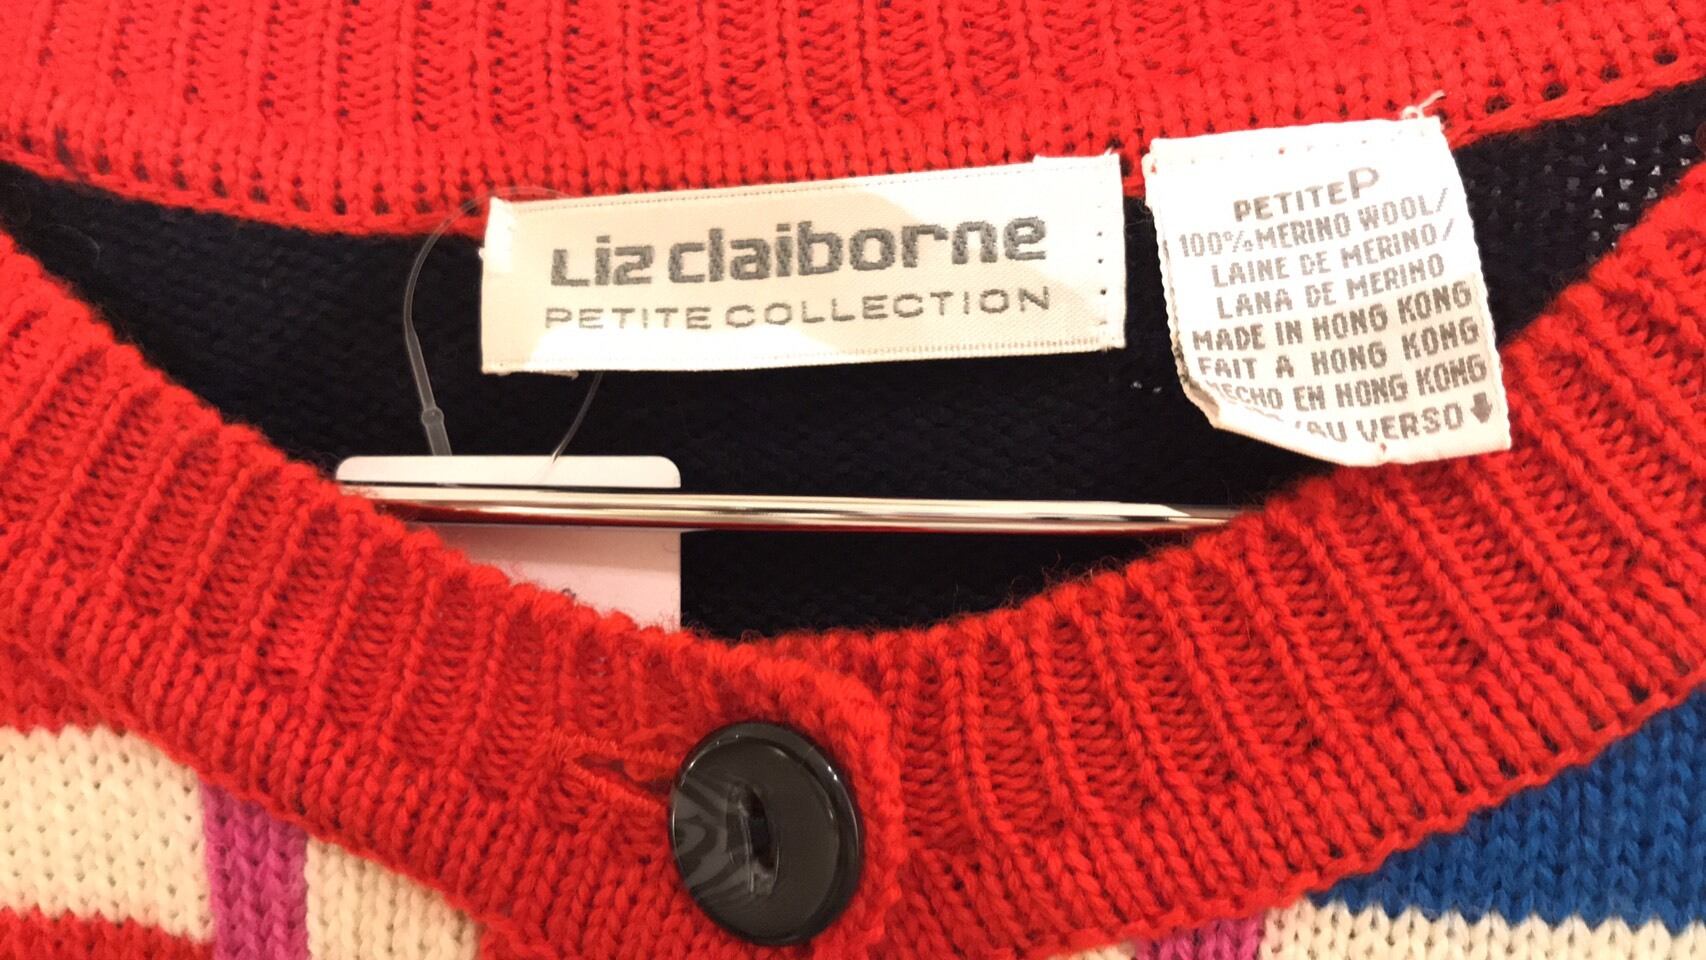 Liz claiborne
PETITE COLLECTION
PETITE P
100% MERINO WOOL/
LAINE DE MERINO/
LANA DE MERINO
MADE IN HONG KONG
FAIT A HONG KONG
HECHO EN HONG KONG
/AU VERSO